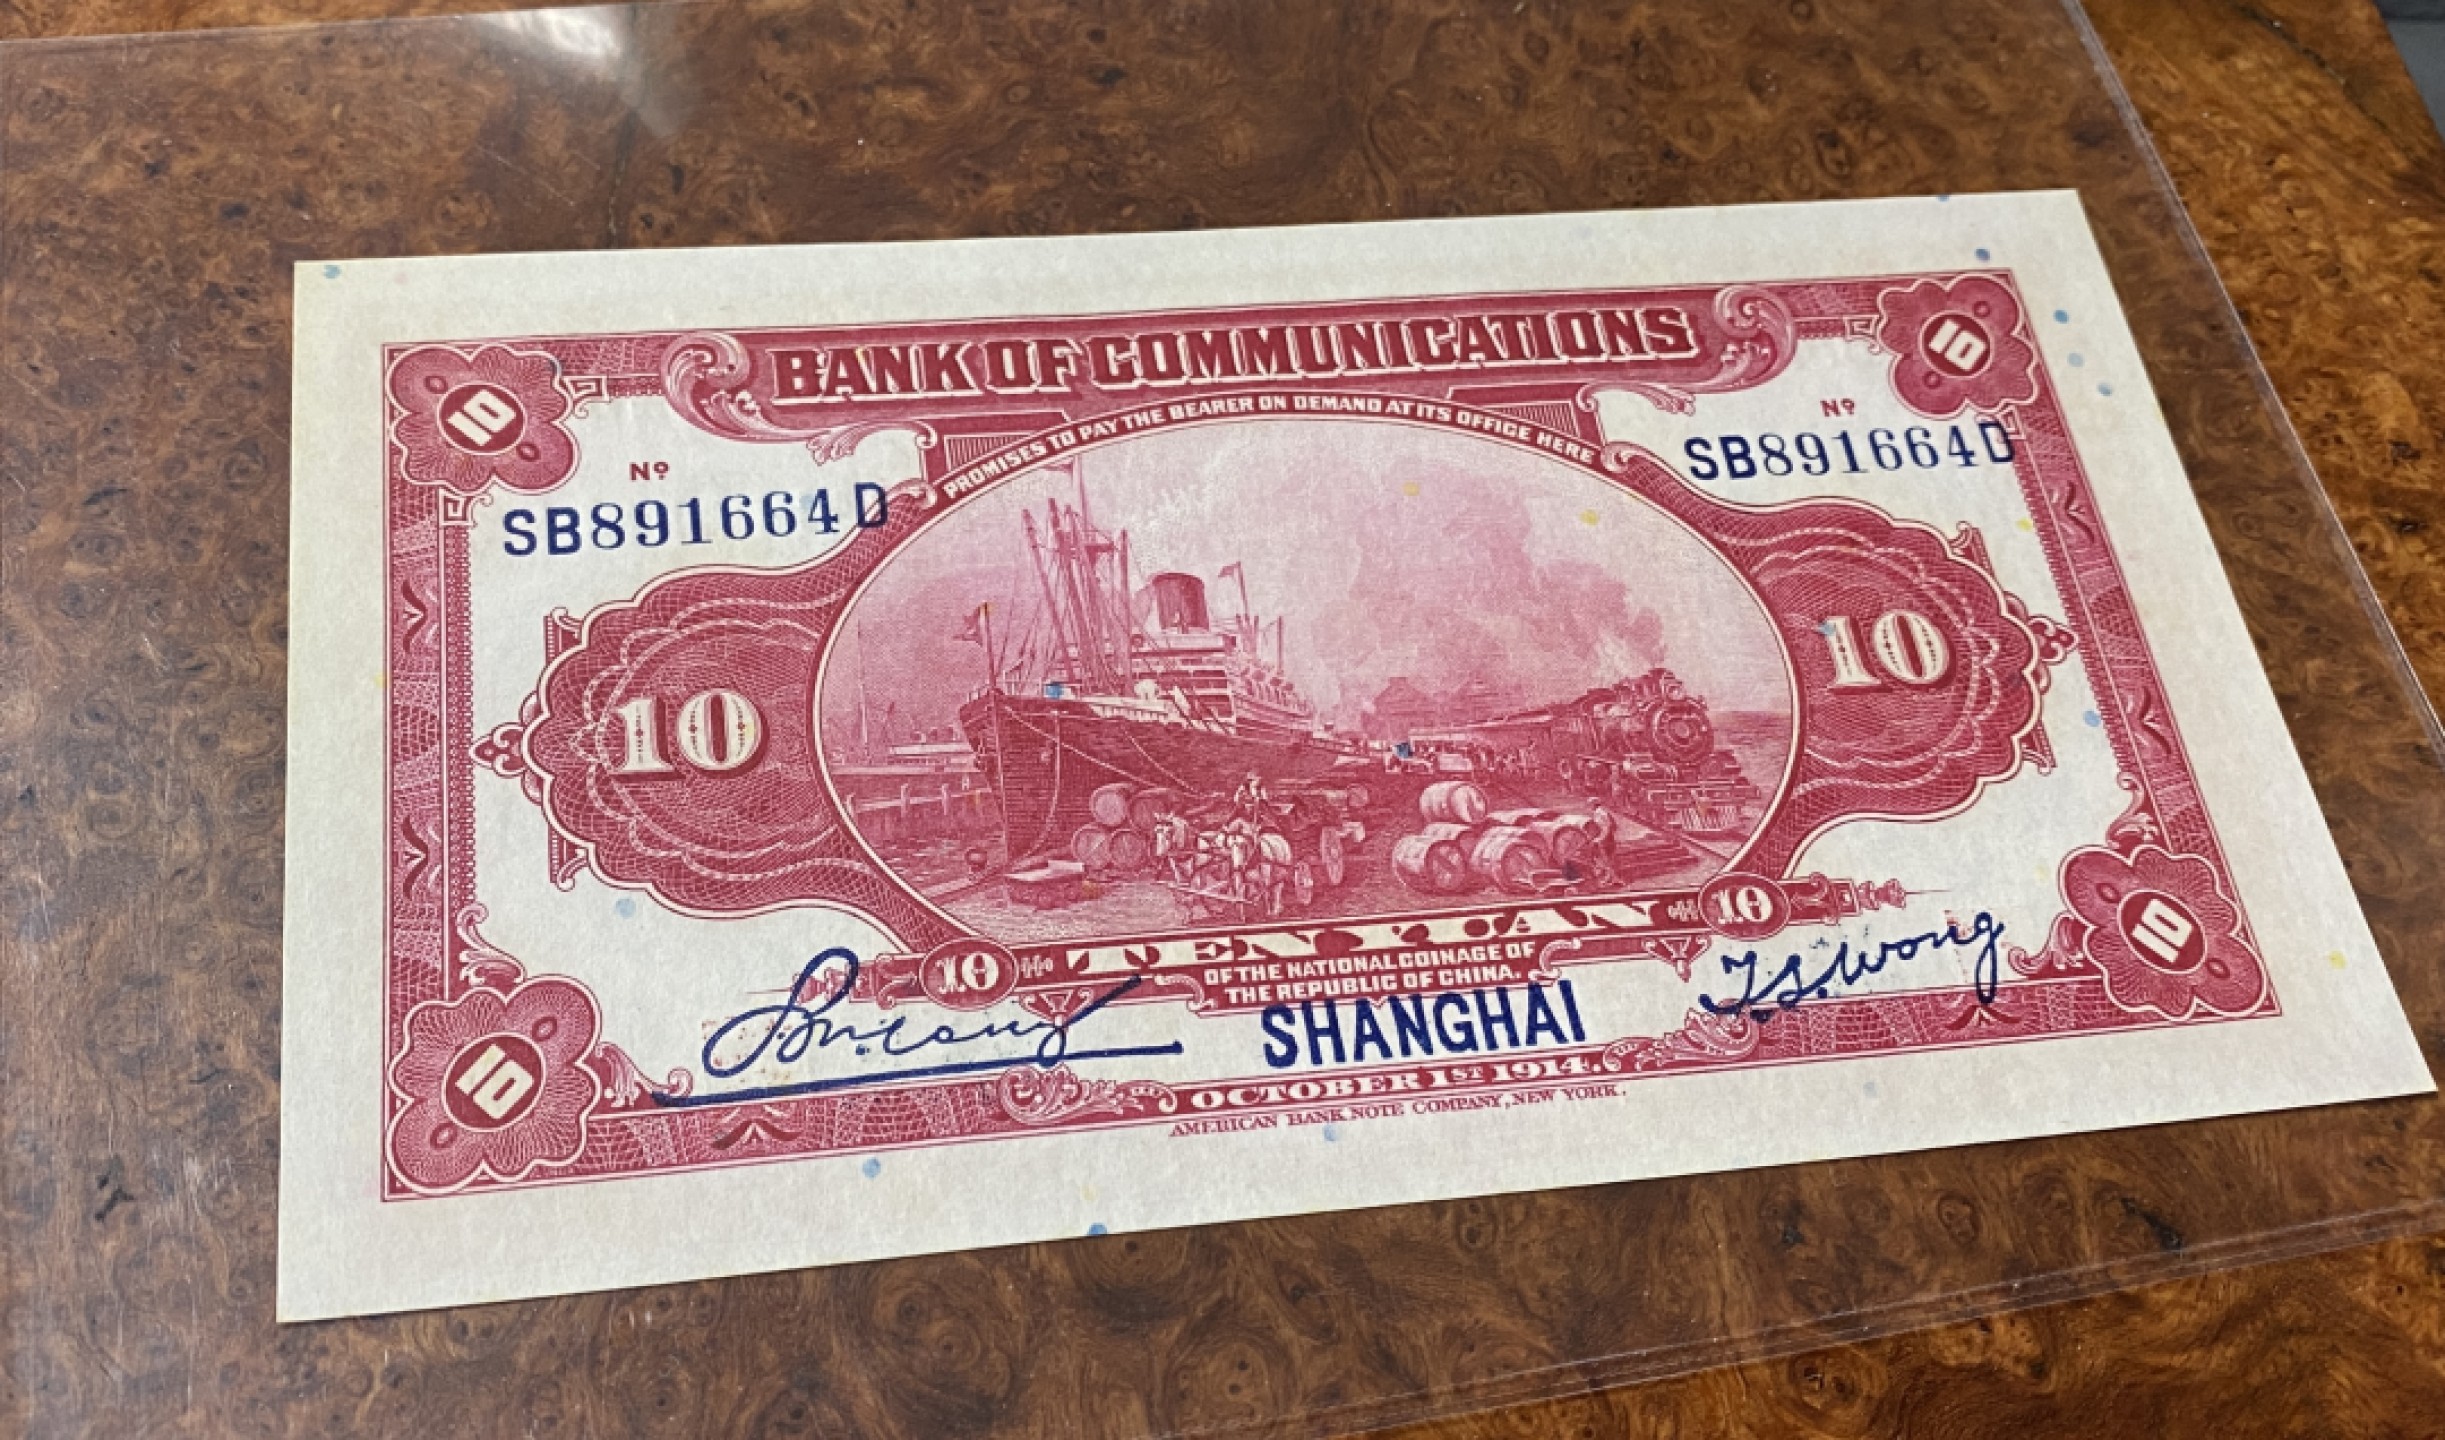 10
BANK OF COMMUNICATIONS
10
PROMISES TO PAY THE BEARER ON DEMAND AT ITS OFFICE HERE
Nº
SB891664D
Nº
SB891664D
10
10
10 TEN YUAN 10
OF THE NATIONAL COINAGE OF
THE REPUBLIC OF CHINA.
SHANGHAI
T.S. Wong
OCTOBER 1ST 1914.
10
10
AMERICAN BANK NOTE COMPANY, NEW YORK.